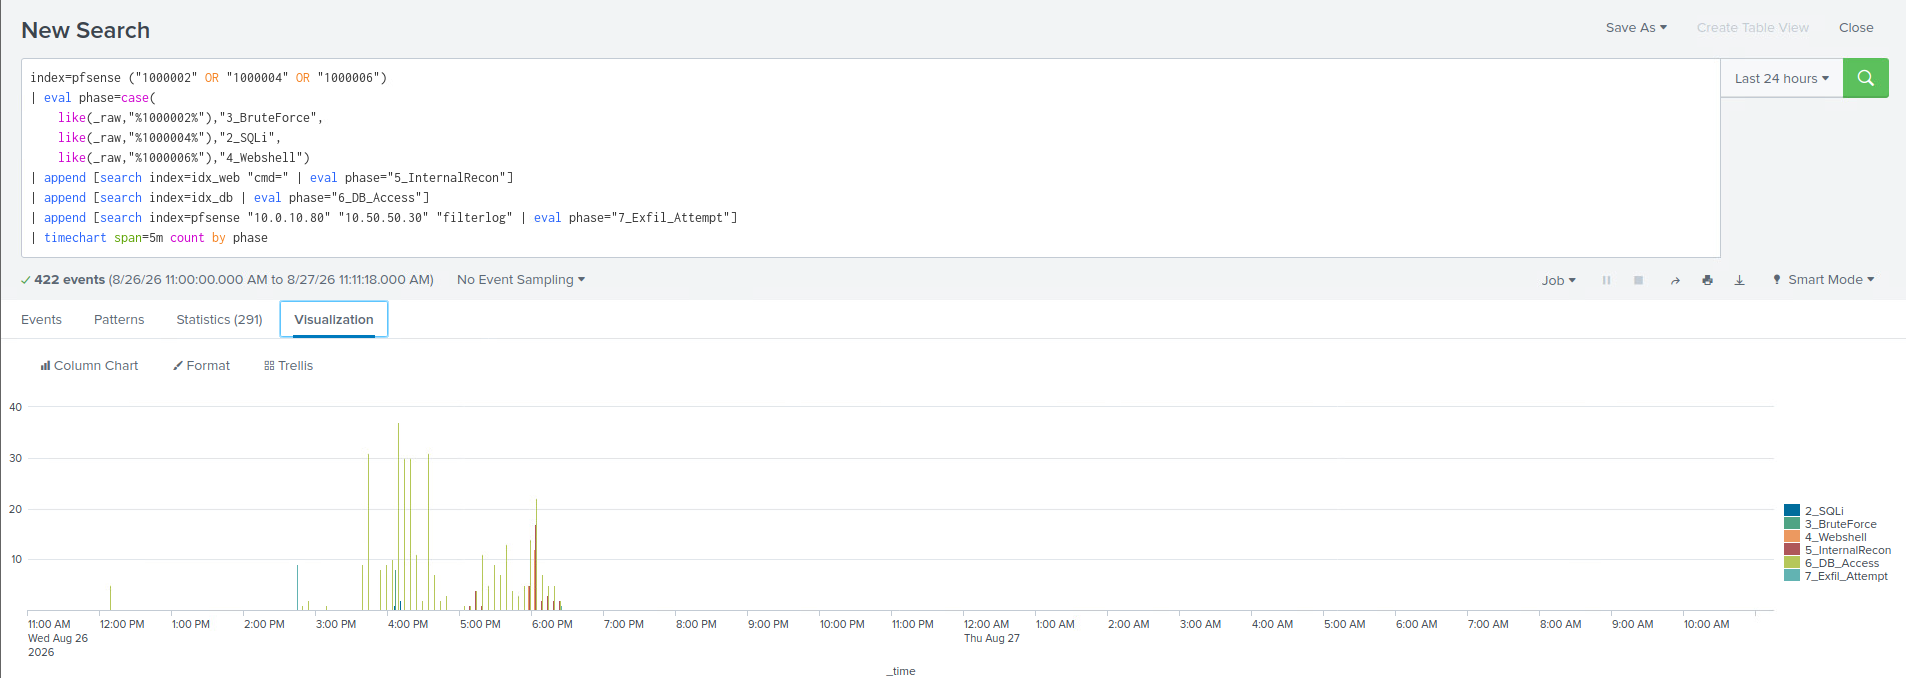 New Search
Save As
Create Table View
Close
index=pfsense ("1000002" OR "1000004" OR "1000006")
| eval phase=case(
like(_raw,"%1000002%"),"3_BruteForce",
like(_raw,"%1000004%"),"2_SQLi",
like(_raw,"%1000006%"),"4_Webshell")
| append [search index=idx_web "cmd=" | eval phase="5_InternalRecon"]
| append [search index=idx_db | eval phase="6_DB_Access"]
| append [search index=pfsense "10.0.10.80" "10.50.50.30" "filterlog" | eval phase="7_Exfil_Attempt"]
| timechart span=5m count by phase
Last 24 hours
422 events (8/26/26 11:00:00.000 AM to 8/27/26 11:11:18.000 AM)
No Event Sampling
Job
Smart Mode
Events
Patterns
Statistics (291)
Visualization
Column Chart
Format
Trellis
40
30
20
10
2_SQLi
3_BruteForce
4_Webshell
5_InternalRecon
6_DB_Access
7_Exfil_Attempt
11:00 AM
Wed Aug 26
2026
12:00 PM
1:00 PM
2:00 PM
3:00 PM
4:00 PM
5:00 PM
6:00 PM
7:00 PM
8:00 PM
9:00 PM
10:00 PM
11:00 PM
12:00 AM
Thu Aug 27
1:00 AM
2:00 AM
3:00 AM
4:00 AM
5:00 AM
6:00 AM
7:00 AM
8:00 AM
9:00 AM
10:00 AM
_time